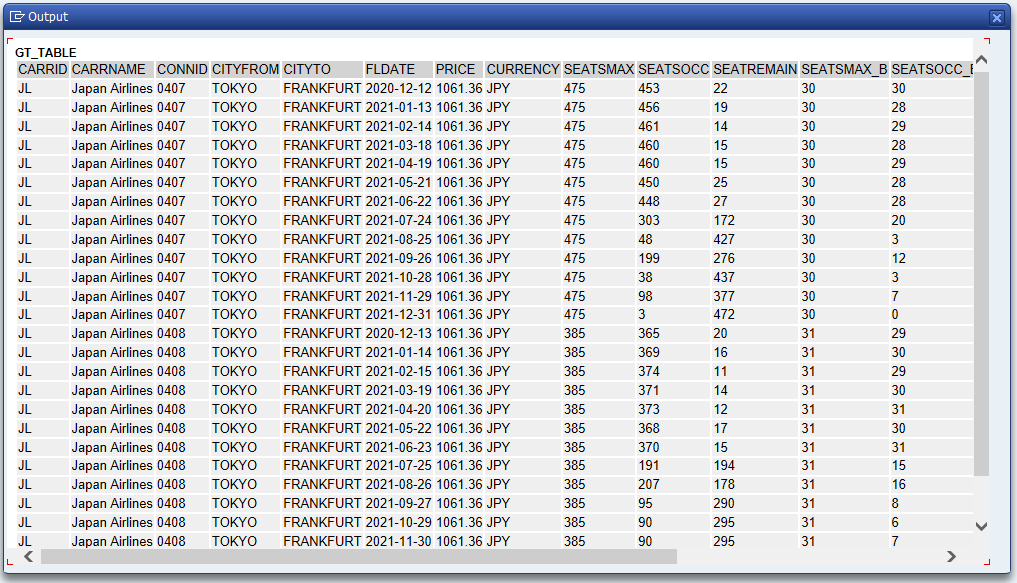 Output
GT_TABLE
CARRID CARRNAME CONNID CITYFROM CITYTO FLDATE PRICE CURRENCY SEATSMAX SEATSOCC SEATREMAIN SEATSMAX_B SEATSOCC_
JL Japan Airlines 0407 TOKYO FRANKFURT 2020-12-12 1061.36 JPY 475 453 22 30 30
JL Japan Airlines 0407 TOKYO FRANKFURT 2021-01-13 1061.36 JPY 475 456 19 30 28
JL Japan Airlines 0407 TOKYO FRANKFURT 2021-02-14 1061.36 JPY 475 461 14 30 29
JL Japan Airlines 0407 TOKYO FRANKFURT 2021-03-18 1061.36 JPY 475 460 15 30 28
JL Japan Airlines 0407 TOKYO FRANKFURT 2021-04-19 1061.36 JPY 475 460 15 30 29
JL Japan Airlines 0407 TOKYO FRANKFURT 2021-05-21 1061.36 JPY 475 450 25 30 28
JL Japan Airlines 0407 TOKYO FRANKFURT 2021-06-22 1061.36 JPY 475 448 27 30 28
JL Japan Airlines 0407 TOKYO FRANKFURT 2021-07-24 1061.36 JPY 475 303 172 30 20
JL Japan Airlines 0407 TOKYO FRANKFURT 2021-08-25 1061.36 JPY 475 48 427 30 3
JL Japan Airlines 0407 TOKYO FRANKFURT 2021-09-26 1061.36 JPY 475 199 276 30 12
JL Japan Airlines 0407 TOKYO FRANKFURT 2021-10-28 1061.36 JPY 475 38 437 30 3
JL Japan Airlines 0407 TOKYO FRANKFURT 2021-11-29 1061.36 JPY 475 98 377 30 7
JL Japan Airlines 0407 TOKYO FRANKFURT 2021-12-31 1061.36 JPY 475 3 472 30 0
JL Japan Airlines 0408 TOKYO FRANKFURT 2020-12-13 1061.36 JPY 385 365 20 31 29
JL Japan Airlines 0408 TOKYO FRANKFURT 2021-01-14 1061.36 JPY 385 369 16 31 30
JL Japan Airlines 0408 TOKYO FRANKFURT 2021-02-15 1061.36 JPY 385 374 11 31 29
JL Japan Airlines 0408 TOKYO FRANKFURT 2021-03-19 1061.36 JPY 385 371 14 31 30
JL Japan Airlines 0408 TOKYO FRANKFURT 2021-04-20 1061.36 JPY 385 373 12 31 31
JL Japan Airlines 0408 TOKYO FRANKFURT 2021-05-22 1061.36 JPY 385 368 17 31 30
JL Japan Airlines 0408 TOKYO FRANKFURT 2021-06-23 1061.36 JPY 385 370 15 31 31
JL Japan Airlines 0408 TOKYO FRANKFURT 2021-07-25 1061.36 JPY 385 191 194 31 15
JL Japan Airlines 0408 TOKYO FRANKFURT 2021-08-26 1061.36 JPY 385 207 178 31 16
JL Japan Airlines 0408 TOKYO FRANKFURT 2021-09-27 1061.36 JPY 385 95 290 31 8
JL Japan Airlines 0408 TOKYO FRANKFURT 2021-10-29 1061.36 JPY 385 90 295 31 6
JL Japan Airlines 0408 TOKYO FRANKFURT 2021-11-30 1061.36 JPY 385 90 295 31 7